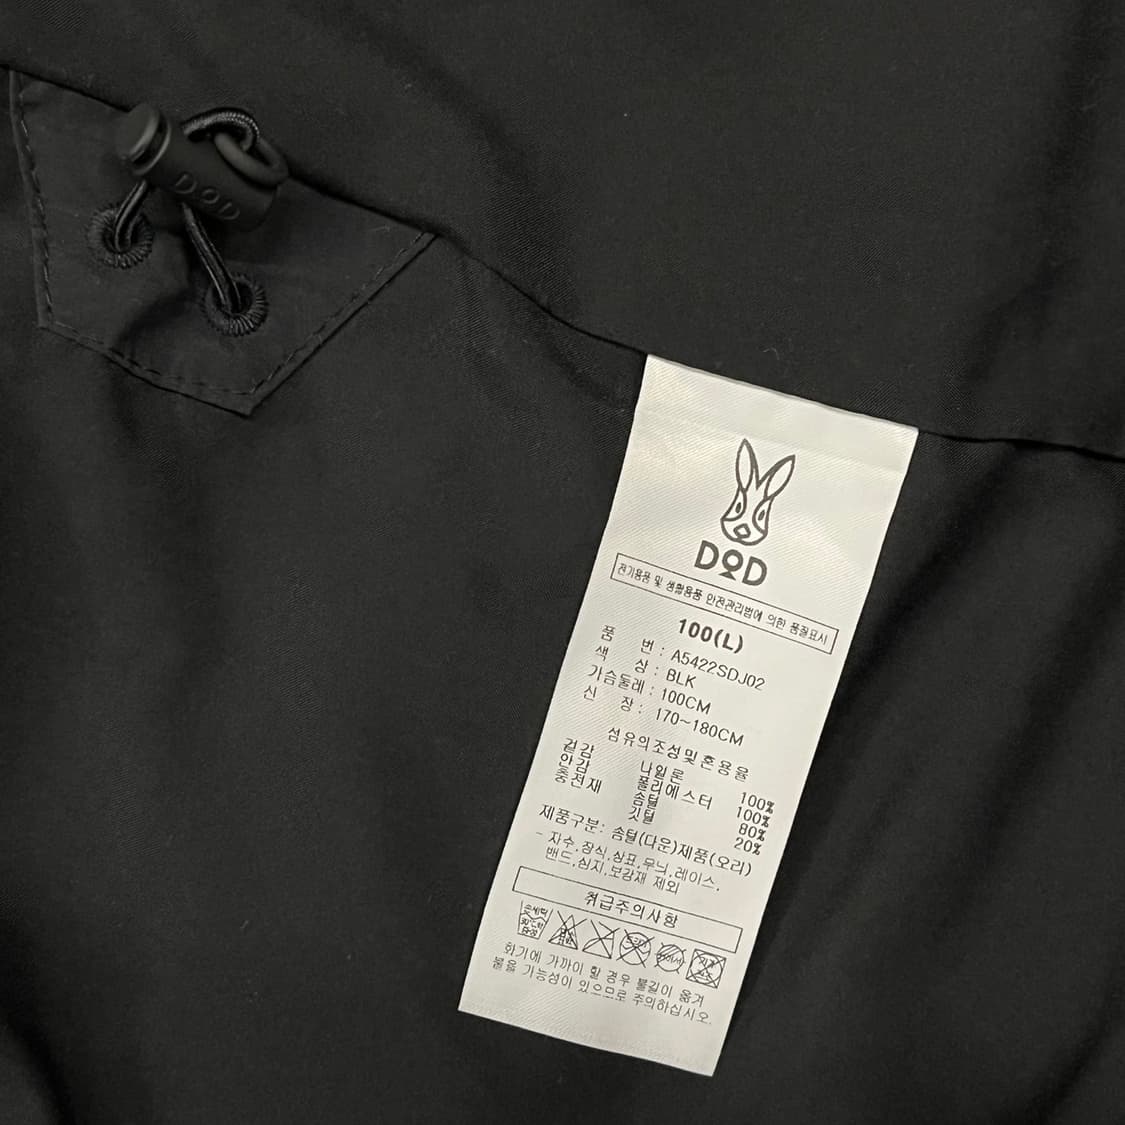 DOD
DOD
전기용품 및 생활용품 안전관리법에 의한 품질표시
100(L)
품 번 : A5422SDJ02
색 상 : BLK
가슴둘레 : 100CM
신 장 : 170~180CM
섬유의조성및혼용율
겉감 나일론 100%
안감 폴리에스터 100%
충전재 솜털 80%
깃털 20%
제품구분: 솜털(다운)제품(오리)
- 자수,장식,상표,무늬,레이스,
밴드,심지,보강재 제외
취급주의사항
손세탁
화기에 가까이 할 경우 불길이 옮겨
붙을 가능성이 있으므로 주의하십시오.